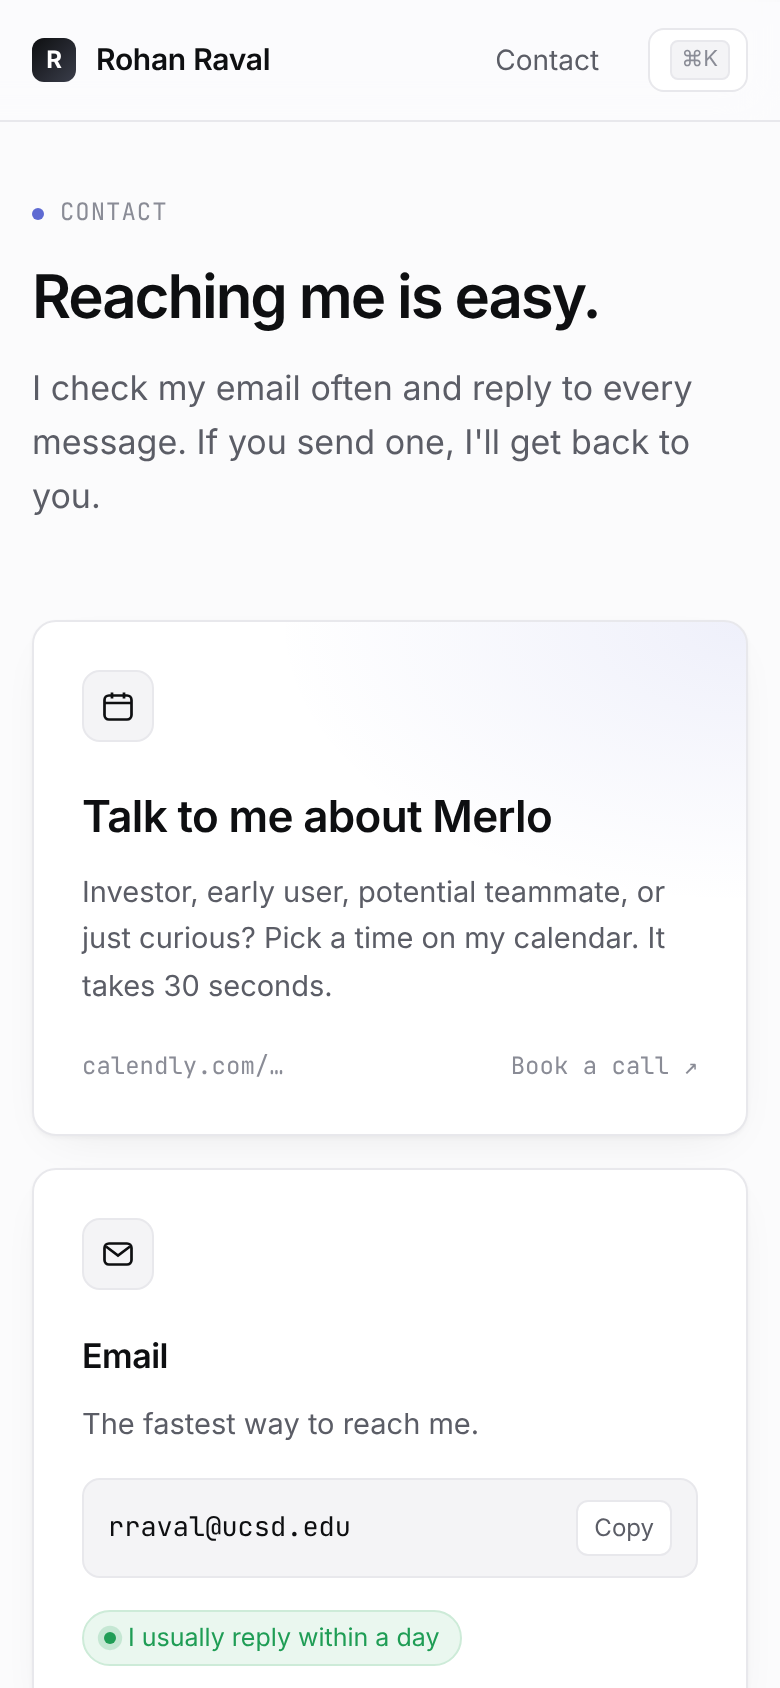 R Rohan Raval Contact ⌘K
CONTACT
Reaching me is easy.
I check my email often and reply to every
message. If you send one, I'll get back to
you.
Talk to me about Merlo
Investor, early user, potential teammate, or
just curious? Pick a time on my calendar. It
takes 30 seconds.
calendly.com/… Book a call ↗
Email
The fastest way to reach me.
rraval@ucsd.edu Copy
I usually reply within a day